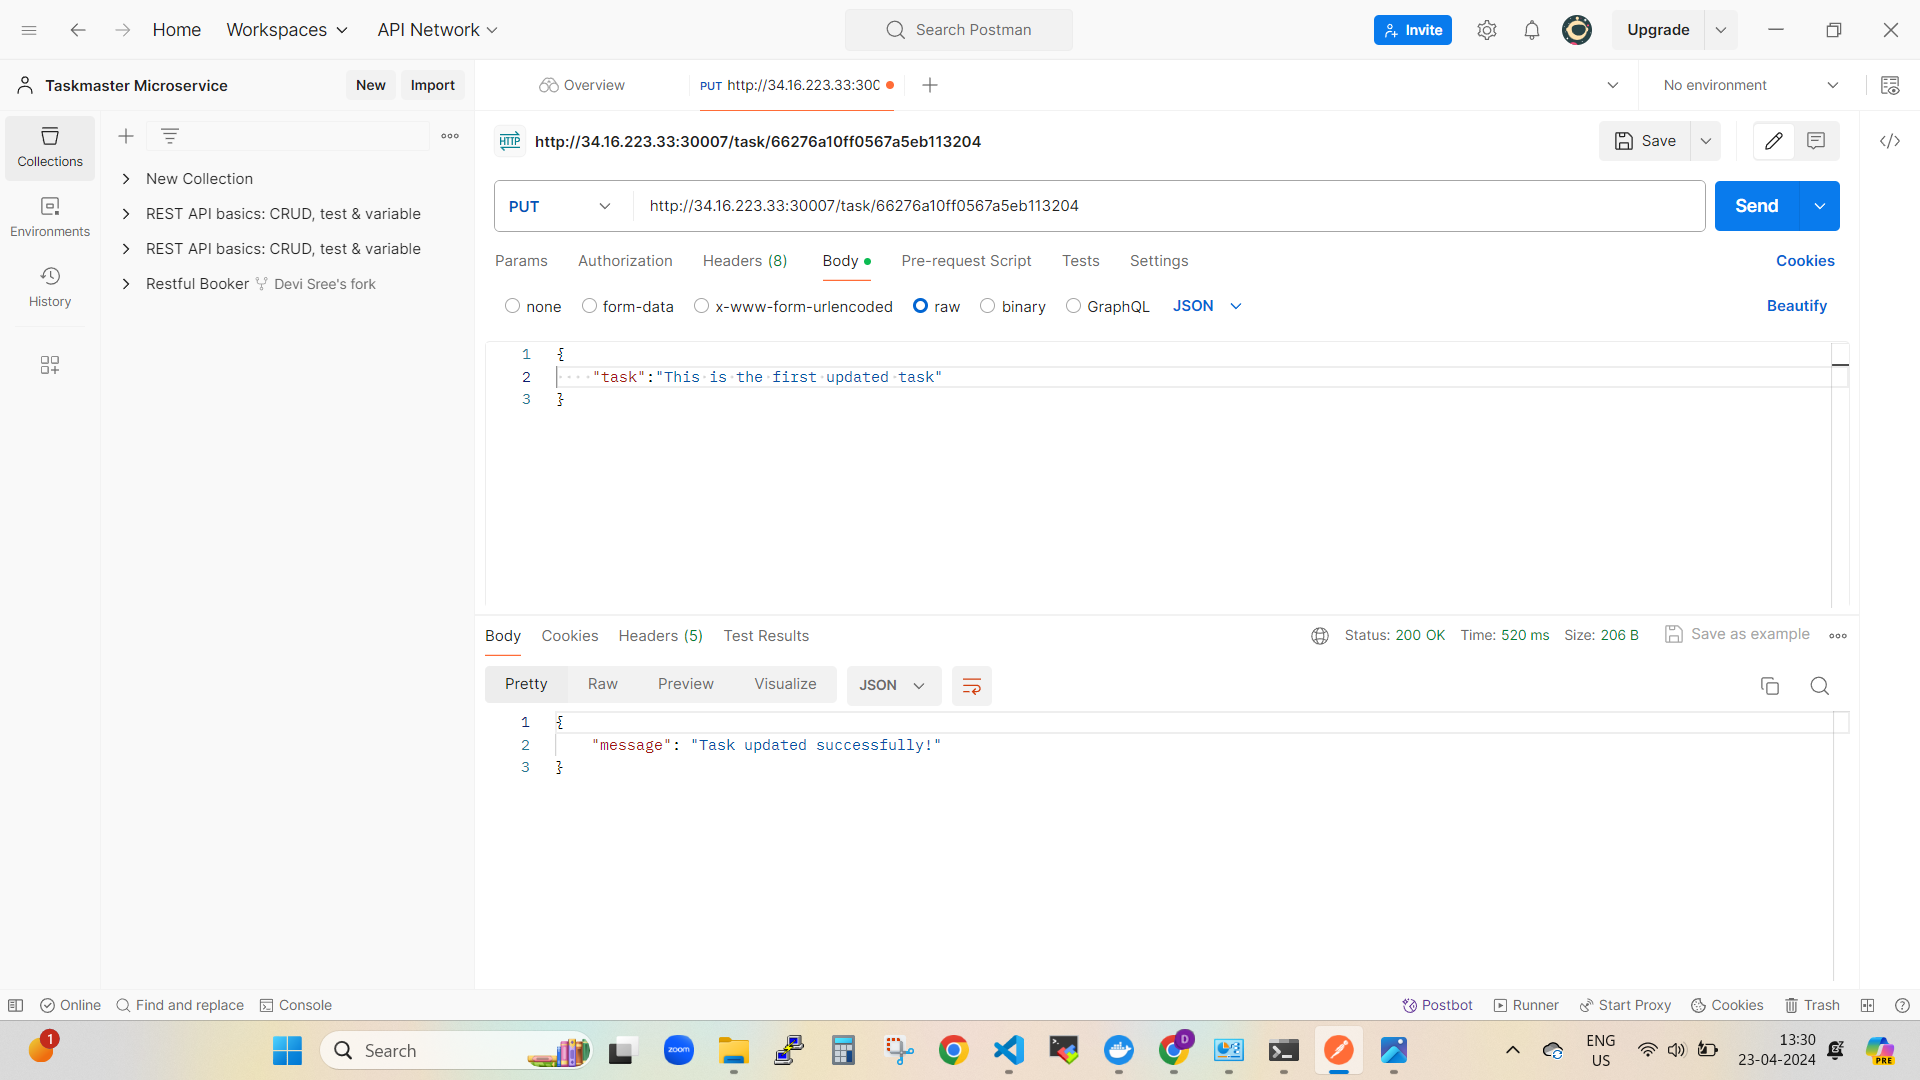 Home Workspaces API Network Search Postman Invite Upgrade
Taskmaster Microservice New Import Overview PUT http://34.16.223.33:300 No environment
Collections
Environments
History
New Collection
REST API basics: CRUD, test & variable
REST API basics: CRUD, test & variable
Restful Booker Devi Sree's fork
HTTP http://34.16.223.33:30007/task/66276a10ff0567a5eb113204 Save
PUT http://34.16.223.33:30007/task/66276a10ff0567a5eb113204 Send
Params Authorization Headers (8) Body Pre-request Script Tests Settings Cookies
none form-data x-www-form-urlencoded raw binary GraphQL JSON Beautify
1 {
2 "task":"This is the first updated task"
3 }
Body Cookies Headers (5) Test Results Status: 200 OK Time: 520 ms Size: 206 B Save as example
Pretty Raw Preview Visualize JSON
1 {
2 "message": "Task updated successfully!"
3 }
Online Find and replace Console Postbot Runner Start Proxy Cookies Trash
1 Search zoom D ENG 13:30
US 23-04-2024 PRE